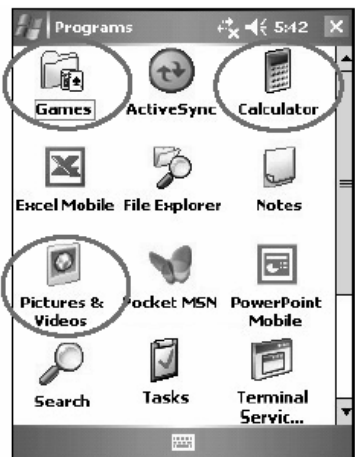 Programs 5:42
Games ActiveSync Calculator
Excel Mobile File Explorer Notes
Pictures & Pocket MSN PowerPoint
Videos Mobile
Search Tasks Terminal
Servic...